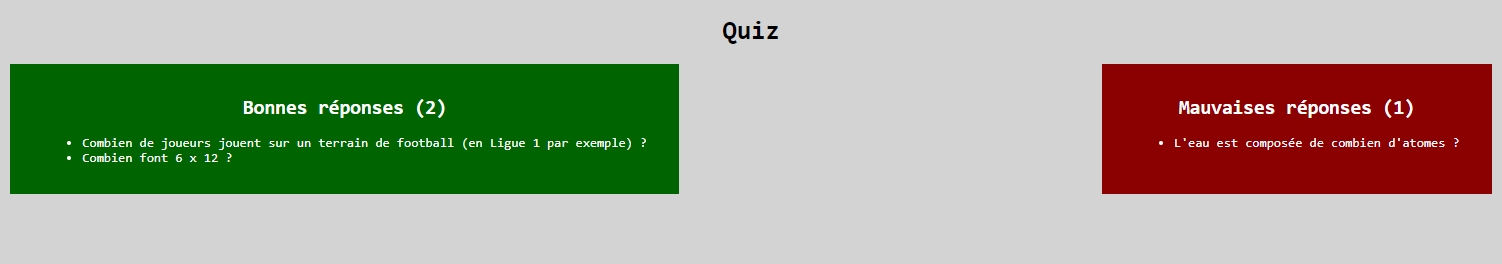 Quiz
Bonnes réponses (2)
• Combien de joueurs jouent sur un terrain de football (en Ligue 1 par exemple) ?
• Combien font 6 x 12 ?
Mauvaises réponses (1)
• L'eau est composée de combien d'atomes ?